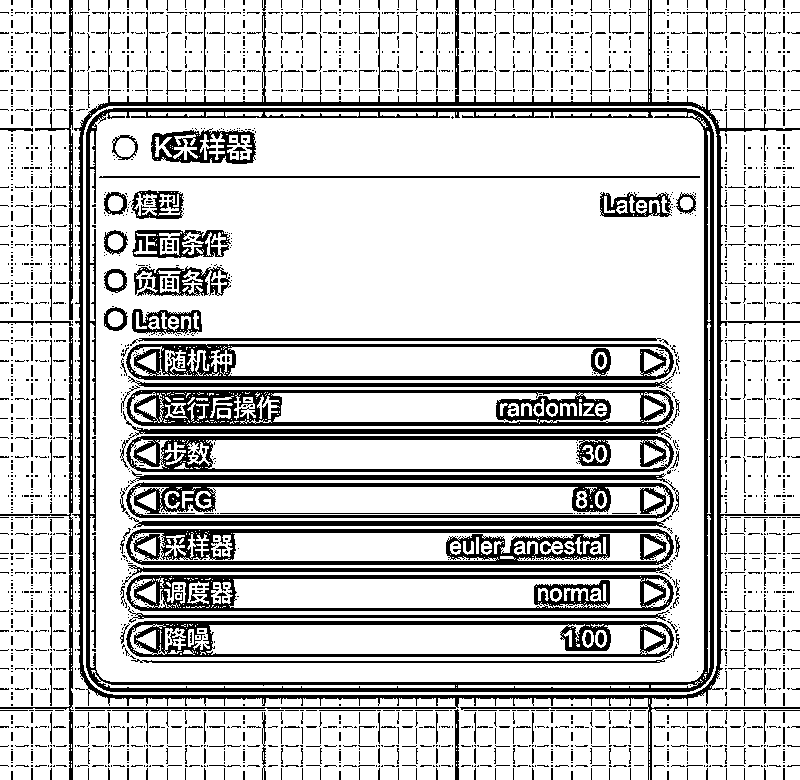 K采样器
模型 Latent
正面条件
负面条件
Latent
随机种 0
运行后操作 randomize
步数 30
CFG 8.0
采样器 euler_ancestral
调度器 normal
降噪 1.00